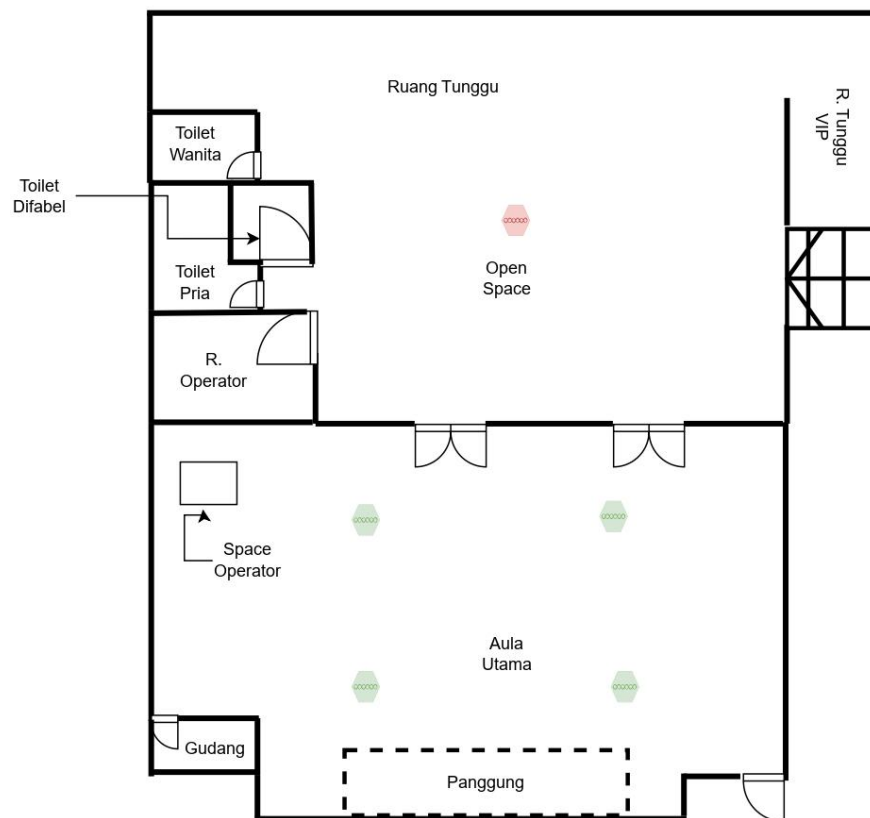 Ruang Tunggu
R. Tunggu
VIP
Toilet
Wanita
Toilet
Difabel
Toilet
Pria
Open
Space
R.
Operator
Space
Operator
Aula
Utama
Gudang
Panggung